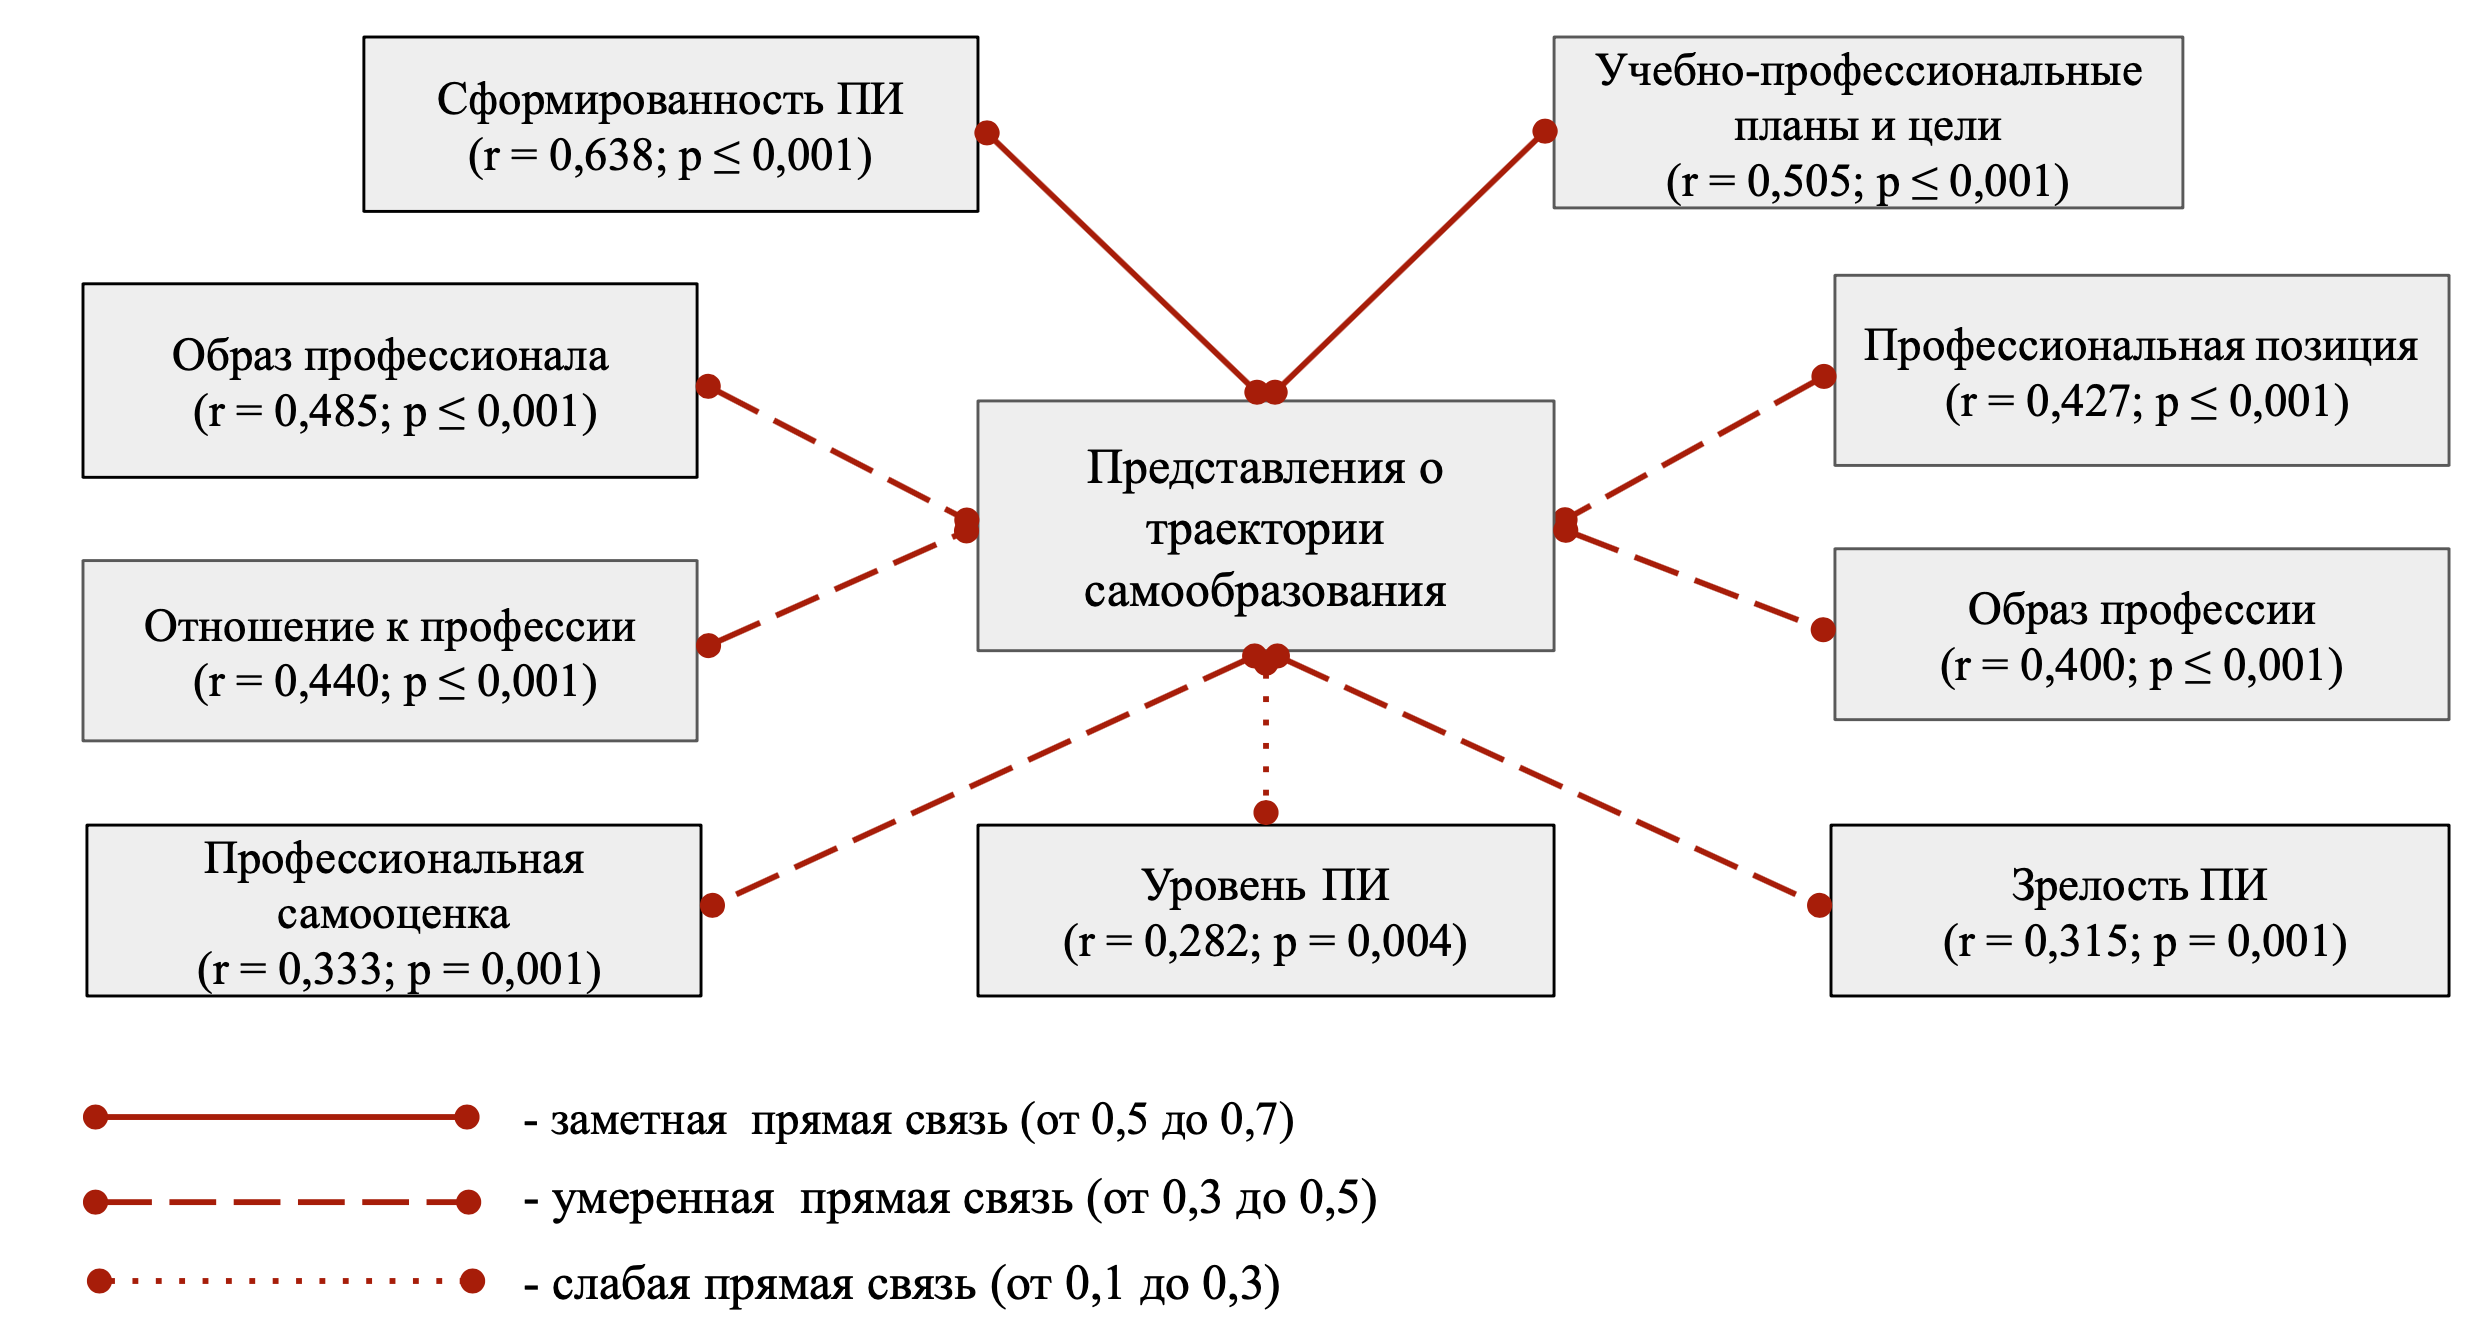 Сформированность ПИ
(r = 0,638; p ≤ 0,001)
Учебно-профессиональные
планы и цели
(r = 0,505; p ≤ 0,001)
Образ профессионала
(r = 0,485; p ≤ 0,001)
Профессиональная позиция
(r = 0,427; p ≤ 0,001)
Представления о
траектории
самообразования
Отношение к профессии
(r = 0,440; p ≤ 0,001)
Образ профессии
(r = 0,400; p ≤ 0,001)
Профессиональная
самооценка
(r = 0,333; p = 0,001)
Уровень ПИ
(r = 0,282; p = 0,004)
Зрелость ПИ
(r = 0,315; p = 0,001)
- заметная  прямая связь (от 0,5 до 0,7)
- умеренная  прямая связь (от 0,3 до 0,5)
- слабая прямая связь (от 0,1 до 0,3)